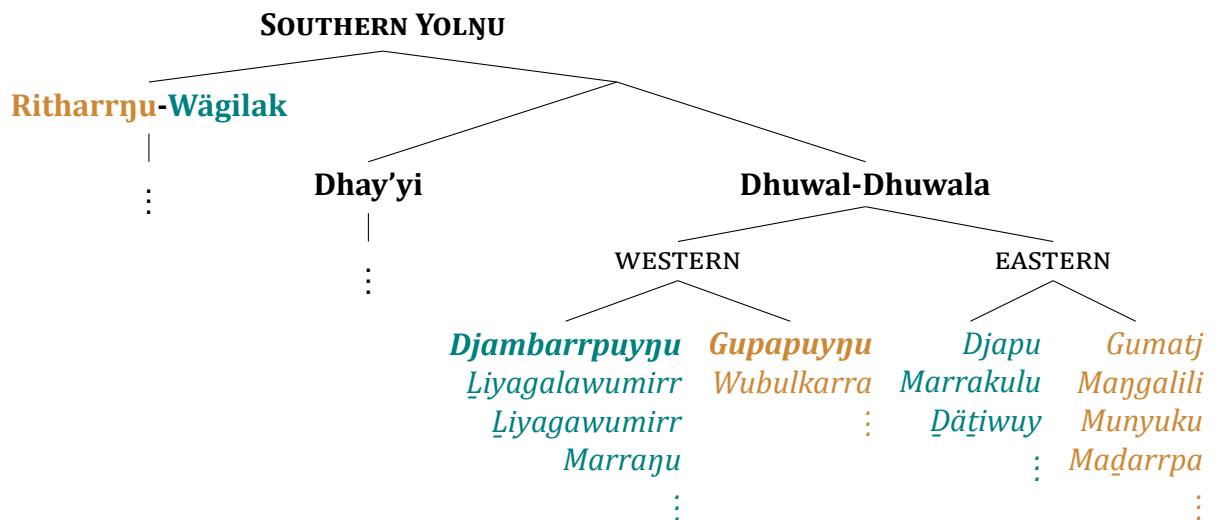 SOUTHERN YOLŊU
Ritharrŋu-Wägilak
⋮
Dhay'yi
⋮
Dhuwal-Dhuwala
WESTERN
EASTERN
Djambarrpuyŋu
Ḻiyagalawumirr
Ḻiyagawumirr
Marraŋu
⋮
Gupapuyŋu
Wubulkarra
⋮
Djapu
Marrakulu
Ḏäṯiwuy
⋮
Gumatj
Maŋgalili
Munyuku
Maḏarrpa
⋮